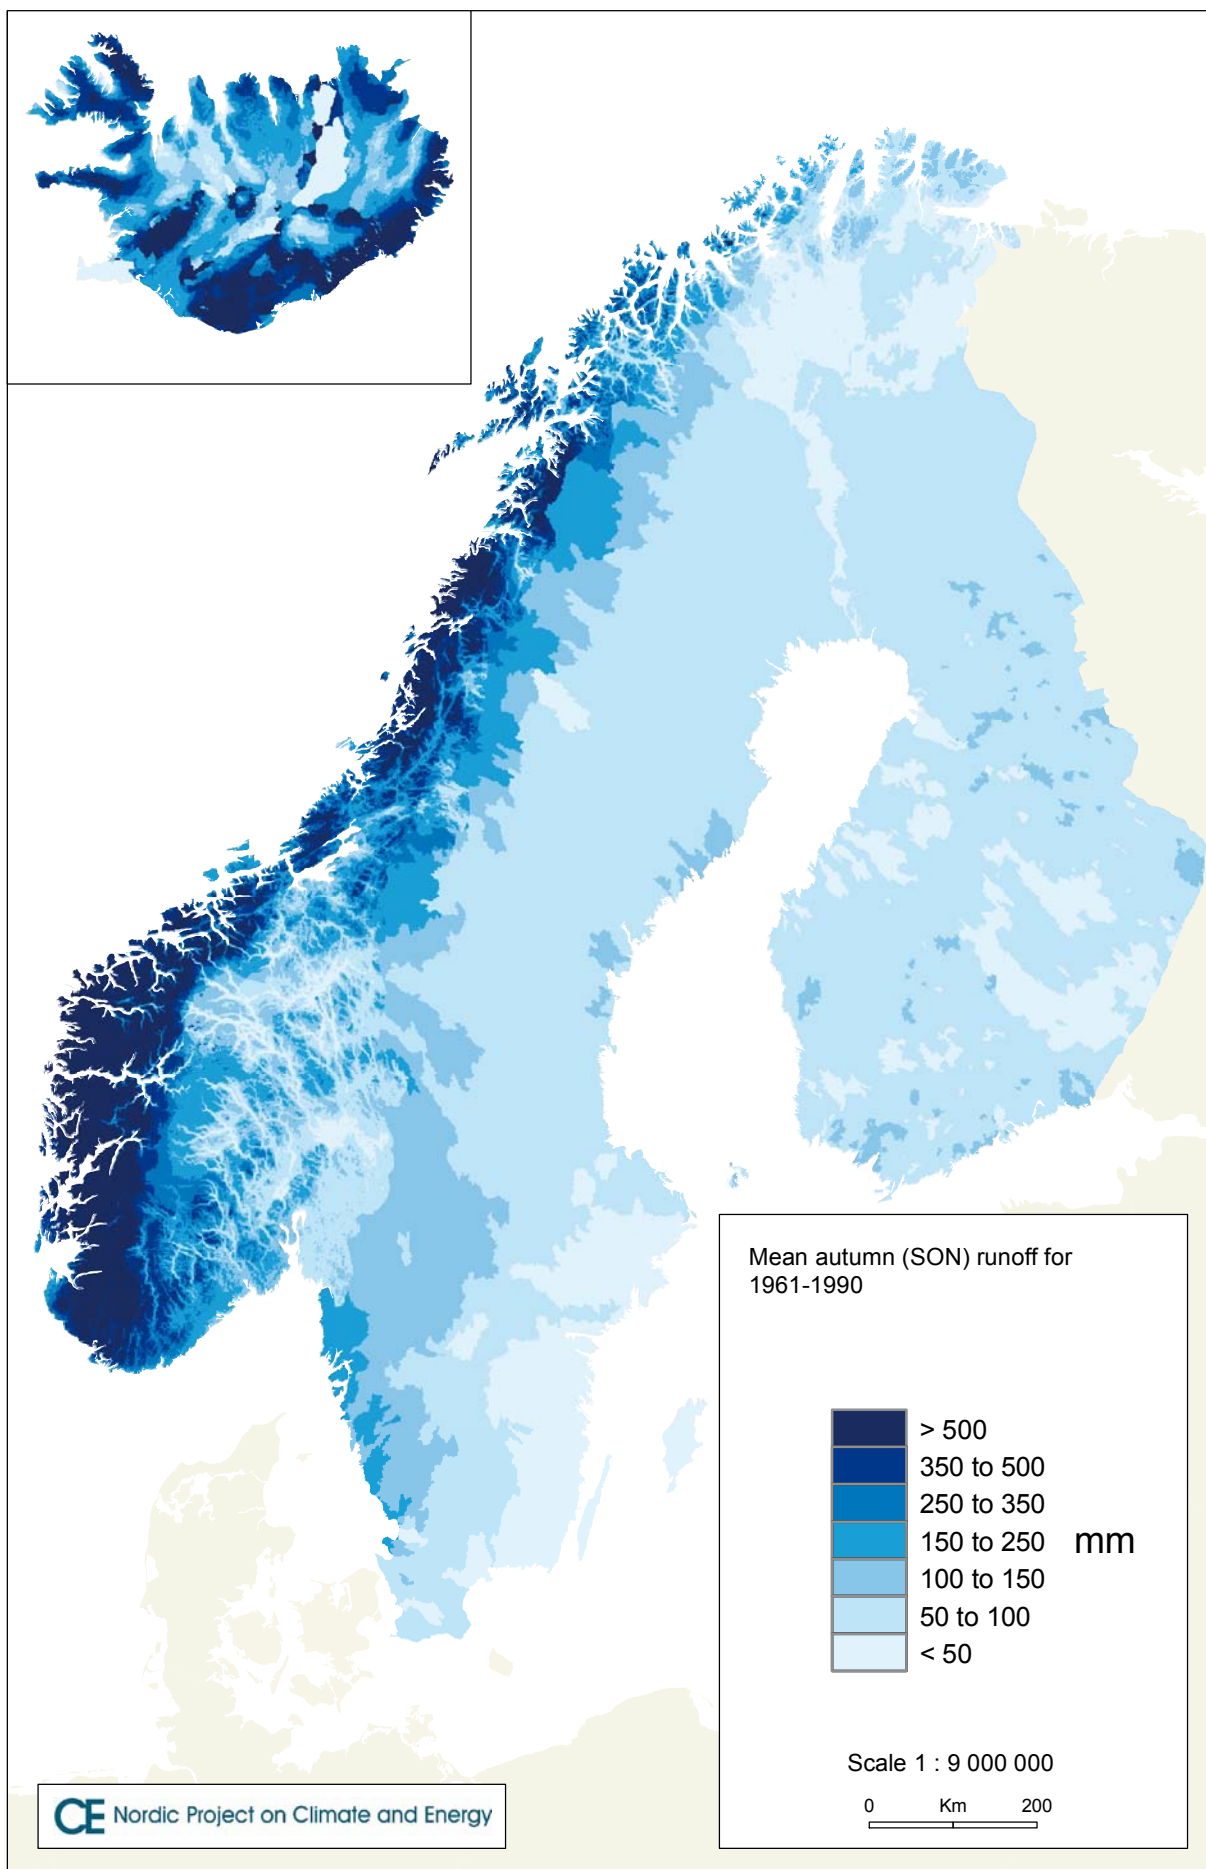 Mean autumn (SON) runoff for
1961-1990
> 500
350 to 500
250 to 350
150 to 250
mm
100 to 150
50 to 100
< 50
Scale 1 : 9 000 000
0 Km 200
CE Nordic Project on Climate and Energy